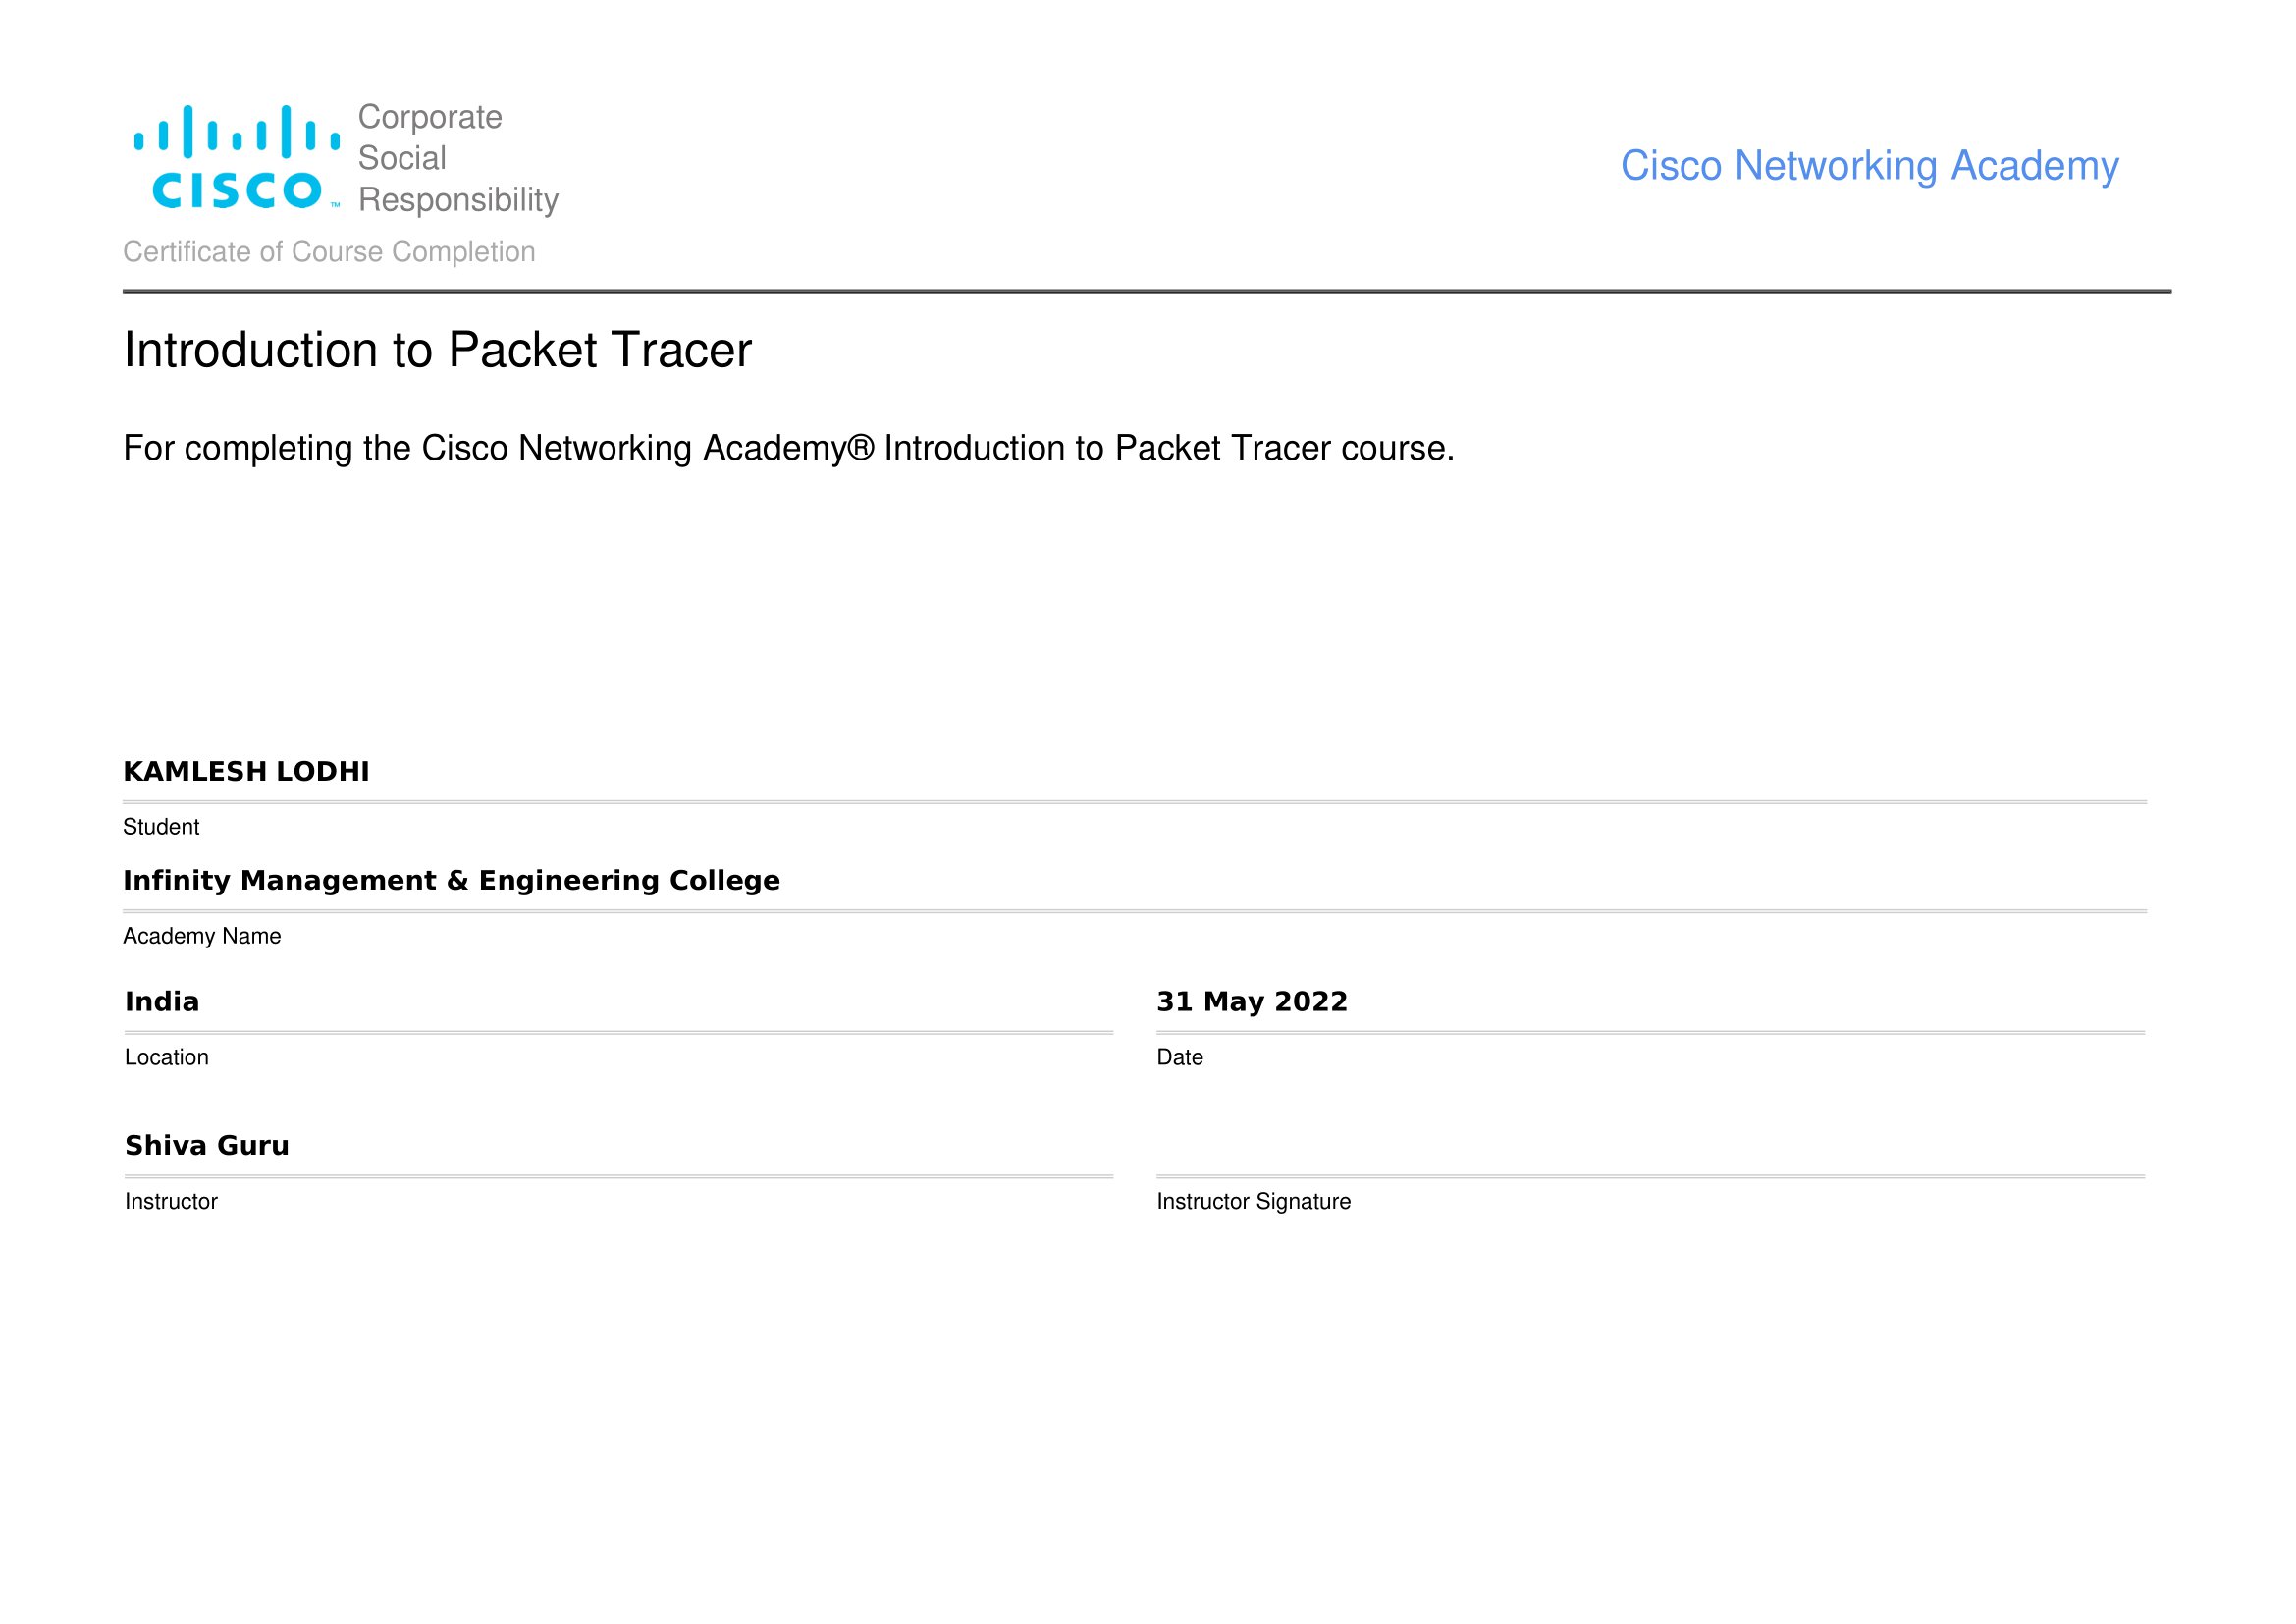 Corporate
Social
Responsibility
CISCO™
Cisco Networking Academy
Certificate of Course Completion
Introduction to Packet Tracer
For completing the Cisco Networking Academy® Introduction to Packet Tracer course.
KAMLESH LODHI
Student
Infinity Management & Engineering College
Academy Name
India
31 May 2022
Location
Date
Shiva Guru
Instructor
Instructor Signature